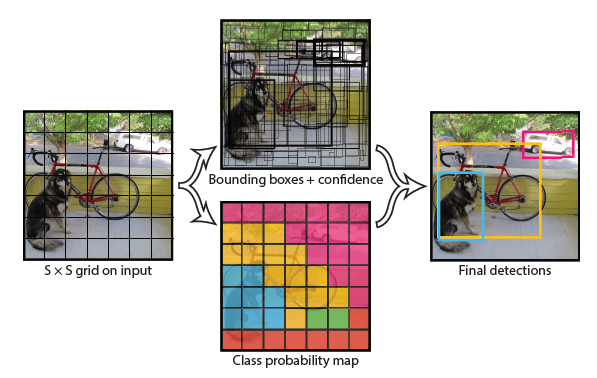 S × S grid on input
Bounding boxes + confidence
Class probability map
Final detections